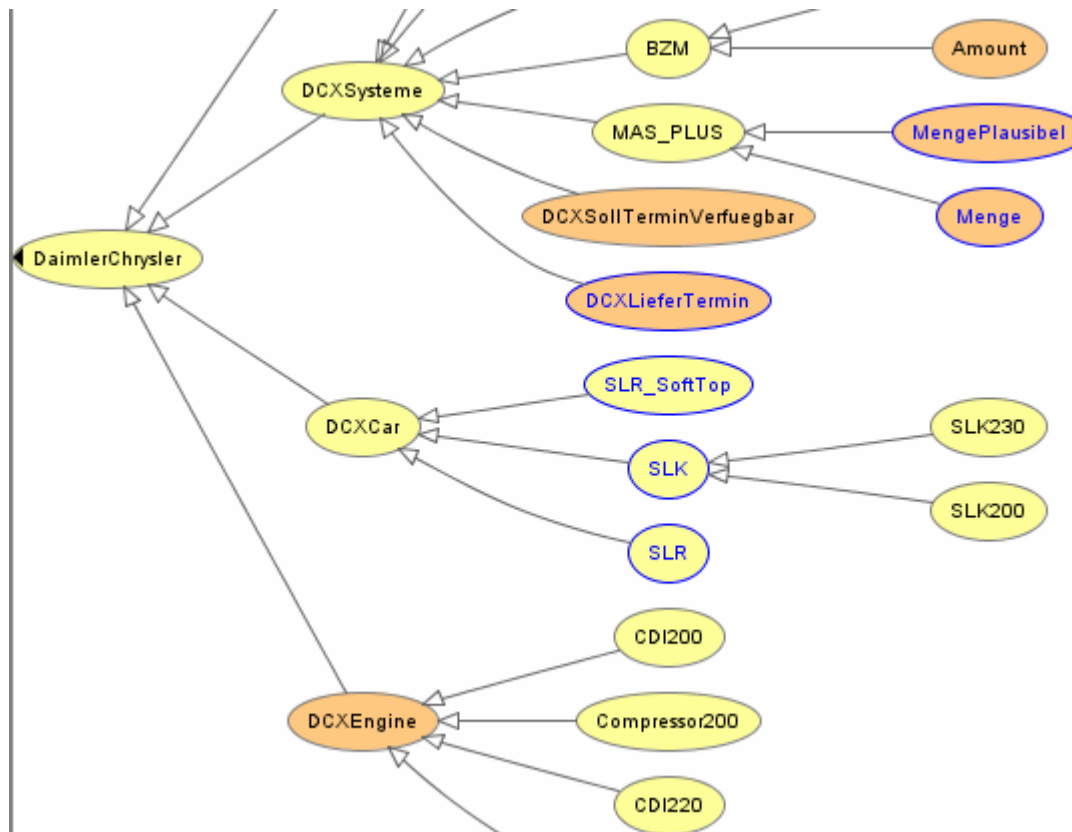 BZM
Amount
DCXSysteme
MAS_PLUS
MengePlausibel
DCXSollTerminVerfuegbar
Menge
DaimlerChrysler
DCXLieferTermin
SLR_SoftTop
DCXCar
SLK230
SLK
SLK200
SLR
CDI200
DCXEngine
Compressor200
CDI220